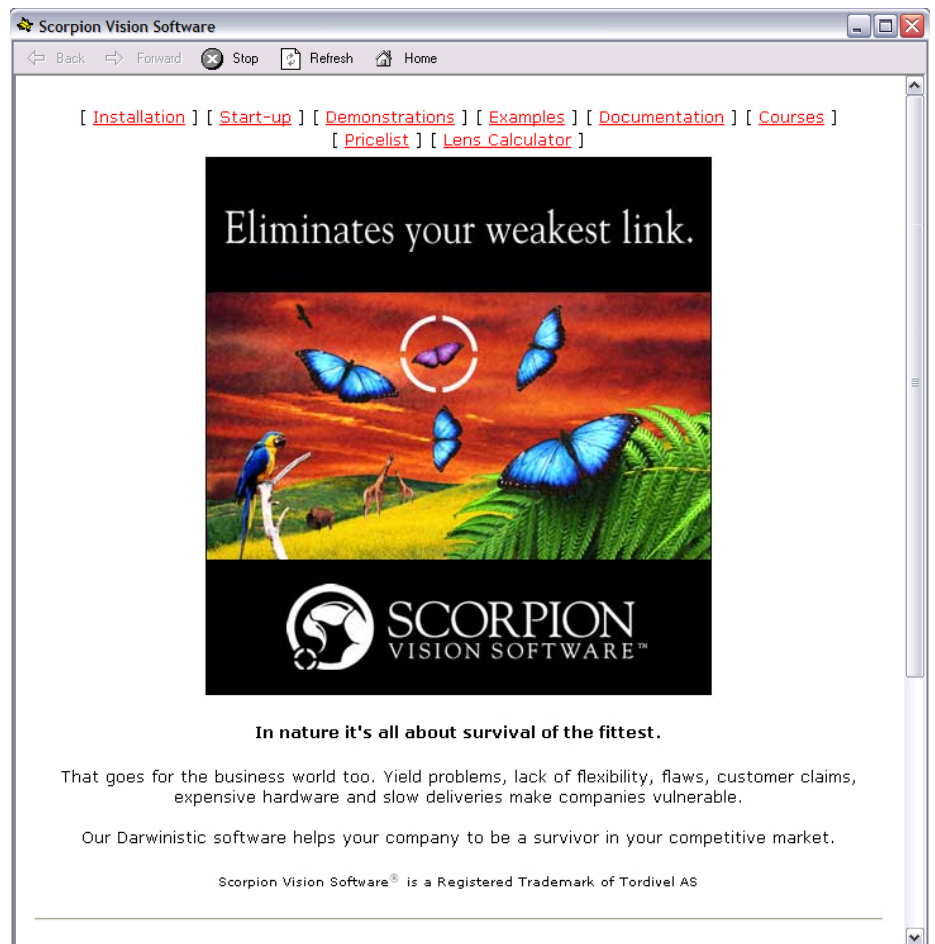 Scorpion Vision Software
Back Forward Stop Refresh Home
[ Installation ] [ Start-up ] [ Demonstrations ] [ Examples ] [ Documentation ] [ Courses ]
[ Pricelist ] [ Lens Calculator ]
Eliminates your weakest link.
SCORPION
VISION SOFTWARE™
In nature it's all about survival of the fittest.
That goes for the business world too. Yield problems, lack of flexibility, flaws, customer claims,
expensive hardware and slow deliveries make companies vulnerable.
Our Darwinistic software helps your company to be a survivor in your competitive market.
Scorpion Vision Software® is a Registered Trademark of Tordivel AS